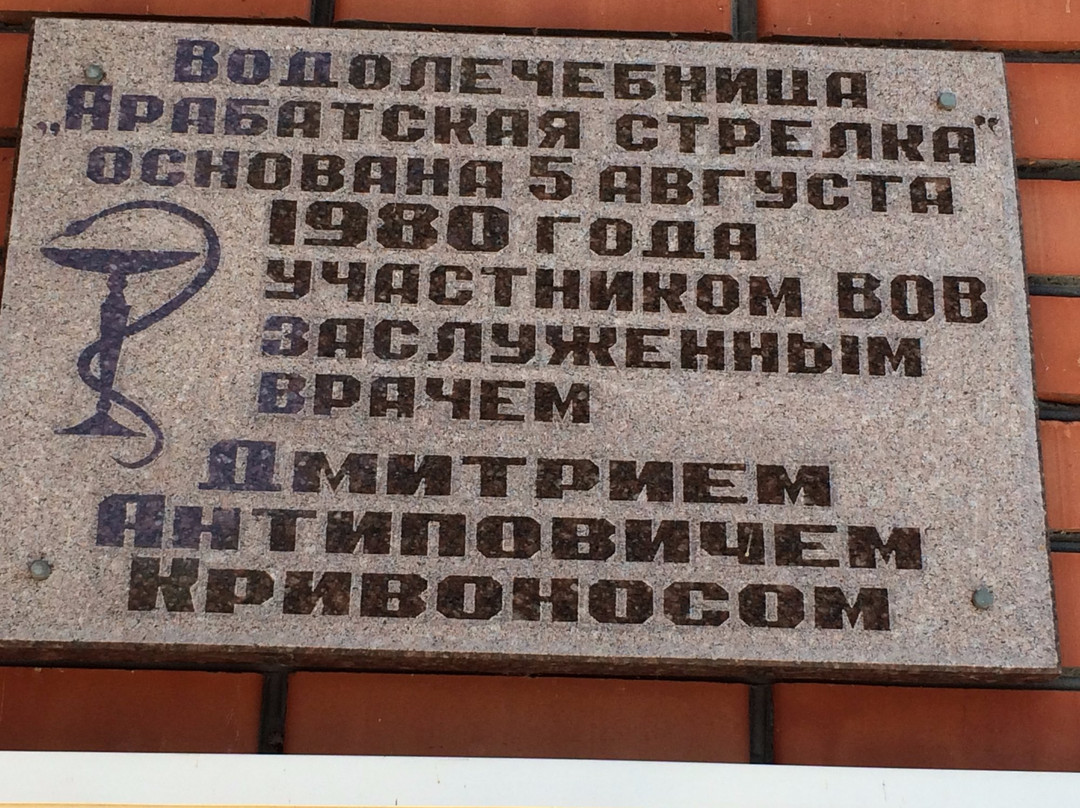 Водолечебница
„Арабатская стрелка“
основана 5 августа
1980 года
участником ВОВ
Заслуженным
Врачем
Дмитрием
Антиповичем
Кривоносом